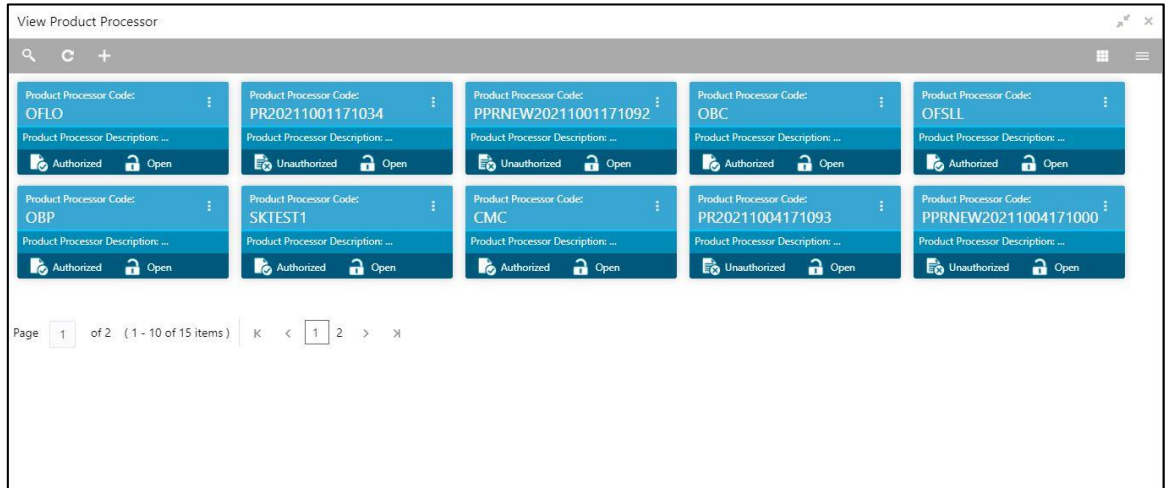 View Product Processor
Product Processor Code: Product Processor Code: Product Processor Code: Product Processor Code: Product Processor Code:
OFLO PR20211001171034 PPRNEW20211001171092 OBC OFSLL
Product Processor Description: ... Product Processor Description: ... Product Processor Description: ... Product Processor Description: ... Product Processor Description: ...
Authorized Open Unauthorized Open Unauthorized Open Authorized Open Authorized Open
Product Processor Code: Product Processor Code: Product Processor Code: Product Processor Code: Product Processor Code:
OBP SKTEST1 CMC PR20211004171093 PPRNEW20211004171000
Product Processor Description: ... Product Processor Description: ... Product Processor Description: ... Product Processor Description: ... Product Processor Description: ...
Authorized Open Authorized Open Authorized Open Unauthorized Open Unauthorized Open
Page 1 of 2 ( 1 - 10 of 15 items ) 1 2